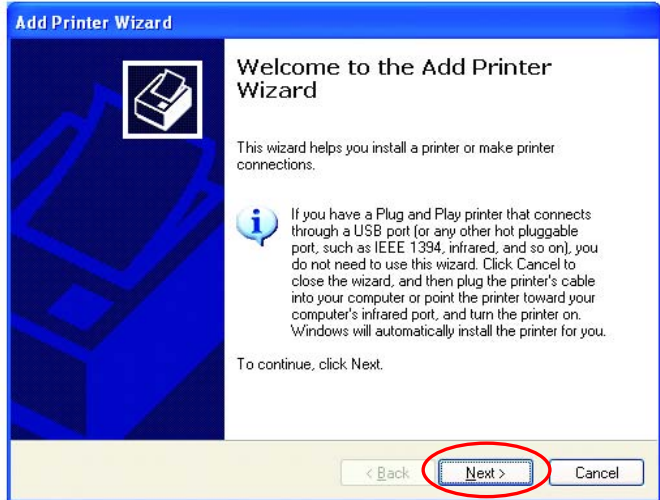 Add Printer Wizard
Welcome to the Add Printer
Wizard
This wizard helps you install a printer or make printer
connections.
If you have a Plug and Play printer that connects
through a USB port (or any other hot pluggable
port, such as IEEE 1394, infrared, and so on), you
do not need to use this wizard. Click Cancel to
close the wizard, and then plug the printer's cable
into your computer or point the printer toward your
computer's infrared port, and turn the printer on.
Windows will automatically install the printer for you.
To continue, click Next.
< Back Next > Cancel